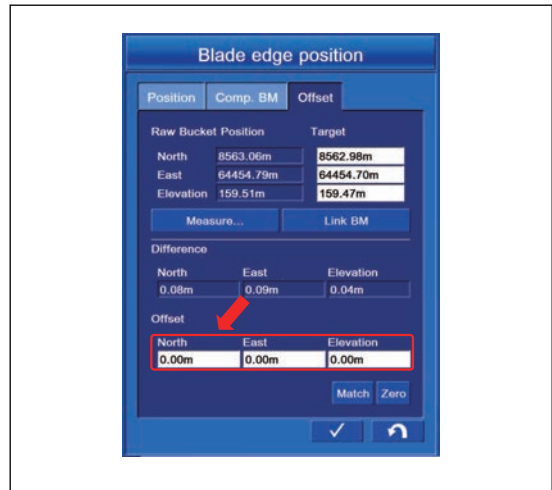 Blade edge position
Position Comp. BM Offset
Raw Bucket Position Target
North 8563.06m 8562.98m
East 64454.79m 64454.70m
Elevation 159.51m 159.47m
Measure... Link BM
Difference
North East Elevation
0.08m 0.09m 0.04m
Offset
North East Elevation
0.00m 0.00m 0.00m
Match Zero